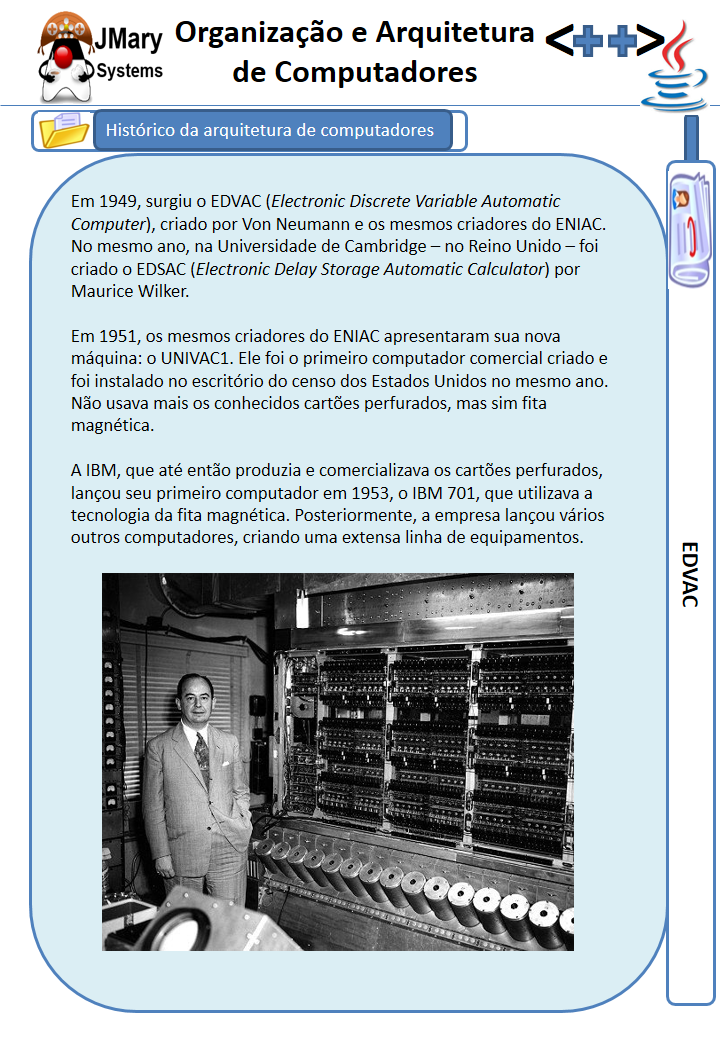 JMary
Systems
Organização e Arquitetura
de Computadores
<++>
Histórico da arquitetura de computadores
Em 1949, surgiu o EDVAC (Electronic Discrete Variable Automatic
Computer), criado por Von Neumann e os mesmos criadores do ENIAC.
No mesmo ano, na Universidade de Cambridge – no Reino Unido – foi
criado o EDSAC (Electronic Delay Storage Automatic Calculator) por
Maurice Wilker.
Em 1951, os mesmos criadores do ENIAC apresentaram sua nova
máquina: o UNIVAC1. Ele foi o primeiro computador comercial criado e
foi instalado no escritório do censo dos Estados Unidos no mesmo ano.
Não usava mais os conhecidos cartões perfurados, mas sim fita
magnética.
A IBM, que até então produzia e comercializava os cartões perfurados,
lançou seu primeiro computador em 1953, o IBM 701, que utilizava a
tecnologia da fita magnética. Posteriormente, a empresa lançou vários
outros computadores, criando uma extensa linha de equipamentos.
EDVAC